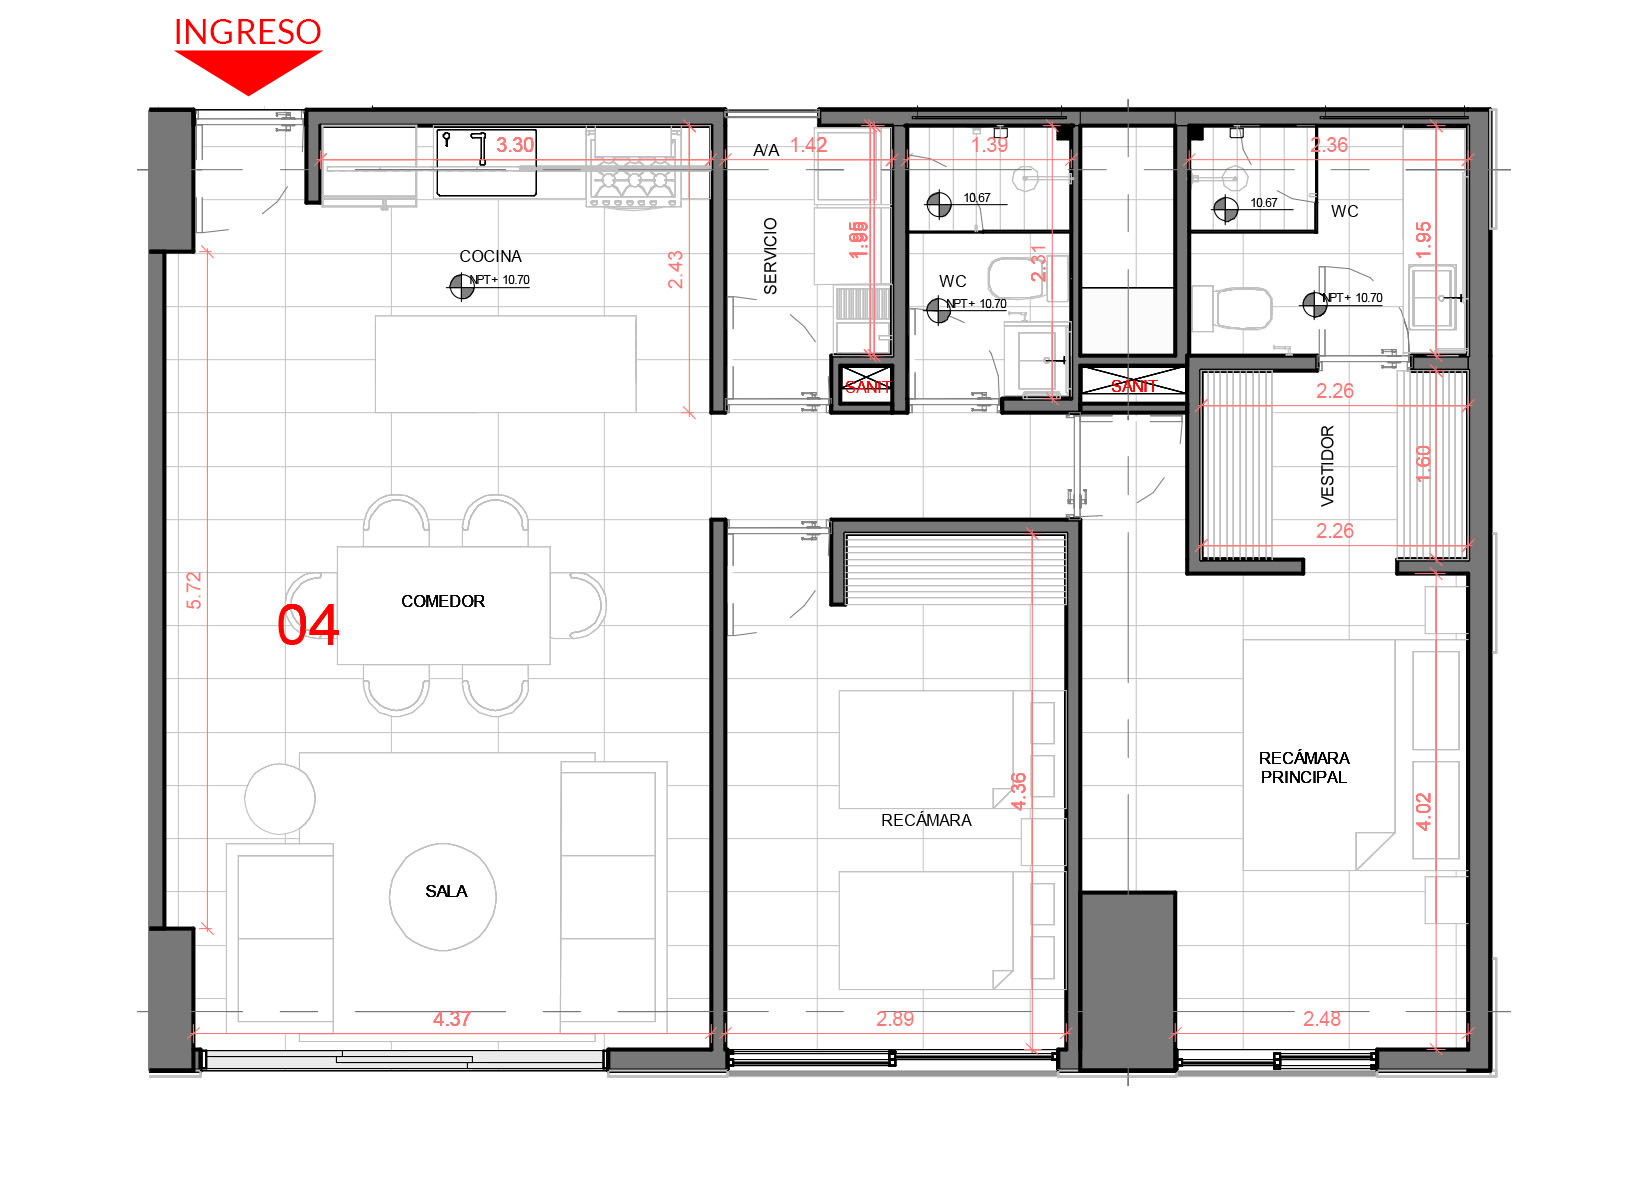 INGRESO
3.30
A/A
1.42
1.39
2.36
10.67
10.67
WC
COCINA
NPT+ 10.70
2.43
SERVICIO
WC
NPT+ 10.70
2.31
NPT+ 10.70
1.95
SANIT
SANIT
2.26
VESTIDOR
1.60
2.26
5.72
04
COMEDOR
RECÁMARA
PRINCIPAL
4.36
RECÁMARA
4.02
SALA
4.37
2.89
2.48